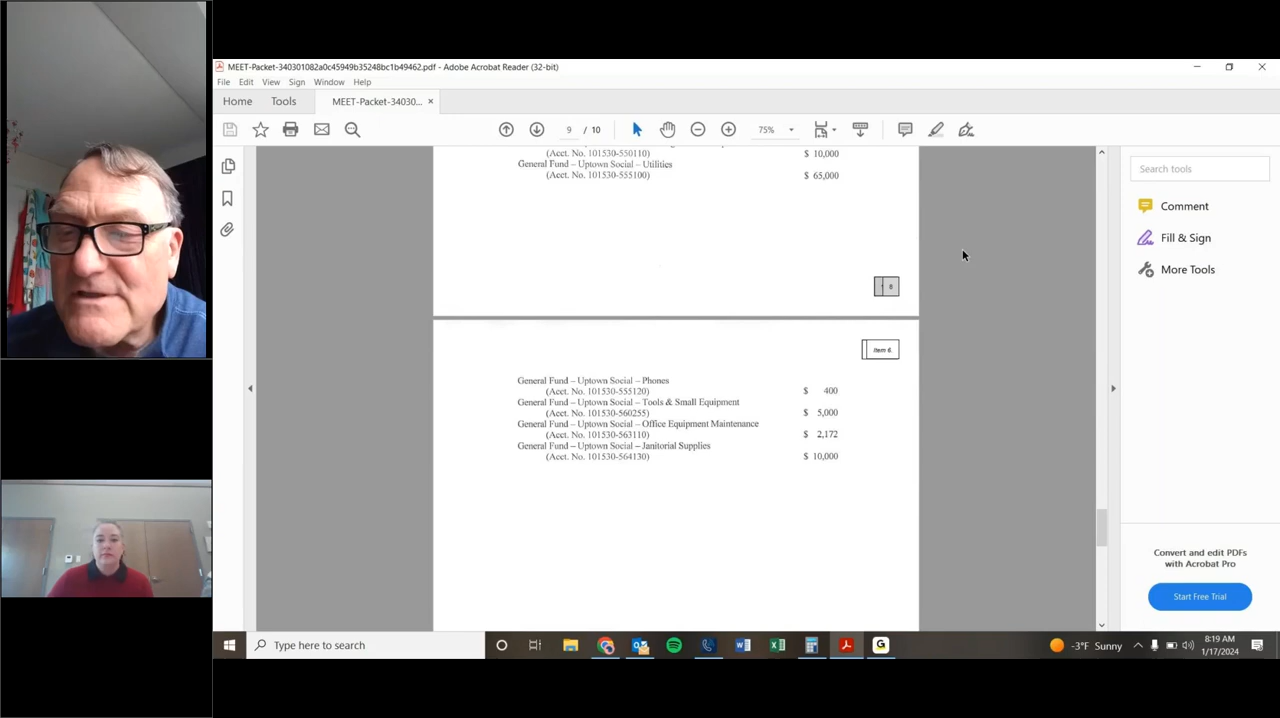 MEET-Packet-340301082a0c45949b35248bc1b49462.pdf - Adobe Acrobat Reader (32-bit)
File Edit View Sign Window Help
Home Tools MEET-Packet-34030... ×
9 / 10 75%
Search tools
Comment
Fill & Sign
More Tools
(Acct. No. 101530-550110) $ 10,000
General Fund – Uptown Social – Utilities
(Acct. No. 101530-555100) $ 65,000
8
Item 6.
General Fund – Uptown Social – Phones
(Acct. No. 101530-555120) $ 400
General Fund – Uptown Social – Tools & Small Equipment
(Acct. No. 101530-560255) $ 5,000
General Fund – Uptown Social – Office Equipment Maintenance
(Acct. No. 101530-563110) $ 2,172
General Fund – Uptown Social – Janitorial Supplies
(Acct. No. 101530-564130) $ 10,000
Convert and edit PDFs
with Acrobat Pro
Start Free Trial
Type here to search
-3°F Sunny
8:19 AM
1/17/2024